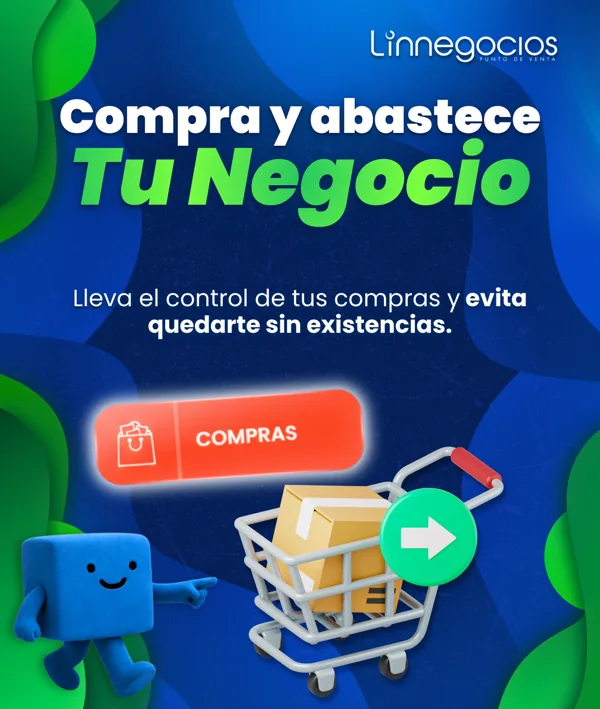 Linnegocios
PUNTO DE VENTA
Compra y abastece
Tu Negocio
Lleva el control de tus compras y evita
quedarte sin existencias.
COMPRAS